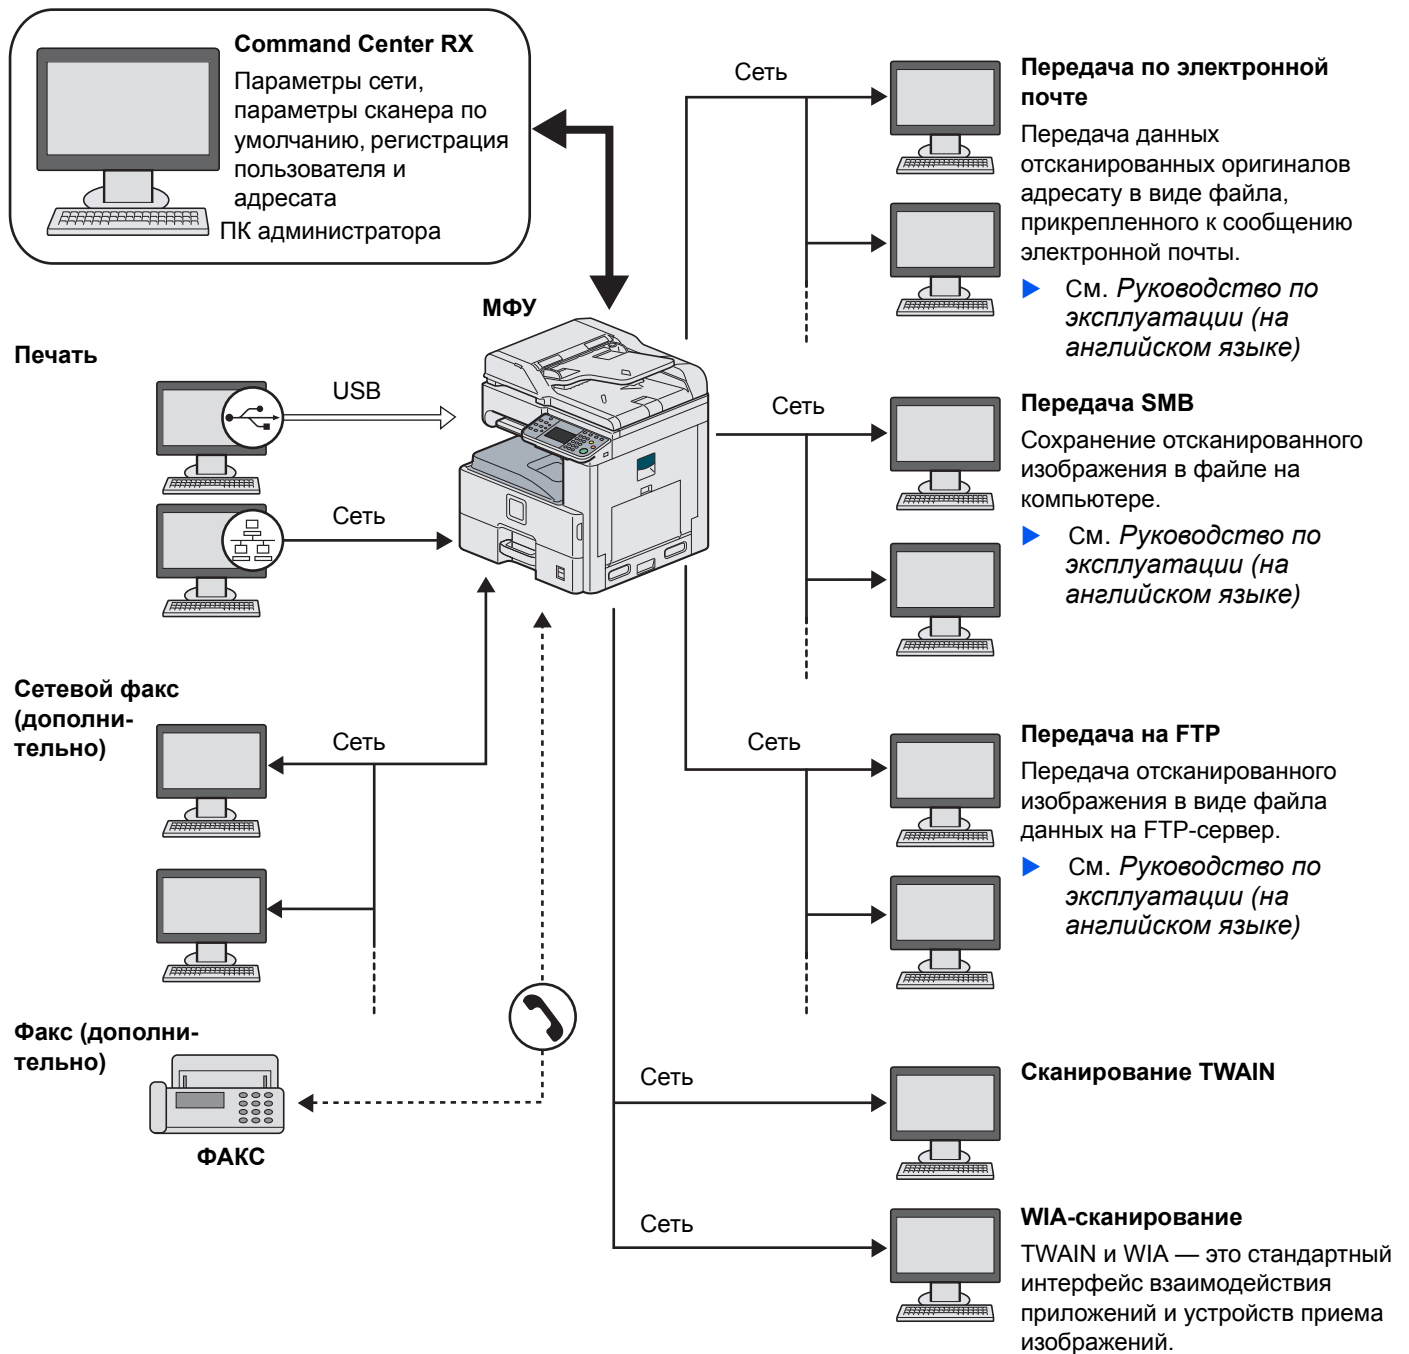 Command Center RX
Параметры сети,
параметры сканера по
умолчанию, регистрация
пользователя и
адресата
ПК администратора
МФУ
Печать
USB
Сеть
Сетевой факс
(дополни-
тельно)
Сеть
Факс (дополни-
тельно)
ФАКС
Сеть
Передача по электронной
почте
Передача данных
отсканированных оригиналов
адресату в виде файла,
прикрепленного к сообщению
электронной почты.
См. Руководство по
эксплуатации (на
английском языке)
Сеть
Передача SMB
Сохранение отсканированного
изображения в файле на
компьютере.
См. Руководство по
эксплуатации (на
английском языке)
Сеть
Передача на FTP
Передача отсканированного
изображения в виде файла
данных на FTP-сервер.
См. Руководство по
эксплуатации (на
английском языке)
Сеть
Сканирование TWAIN
Сеть
WIA-сканирование
TWAIN и WIA — это стандартный
интерфейс взаимодействия
приложений и устройств приема
изображений.